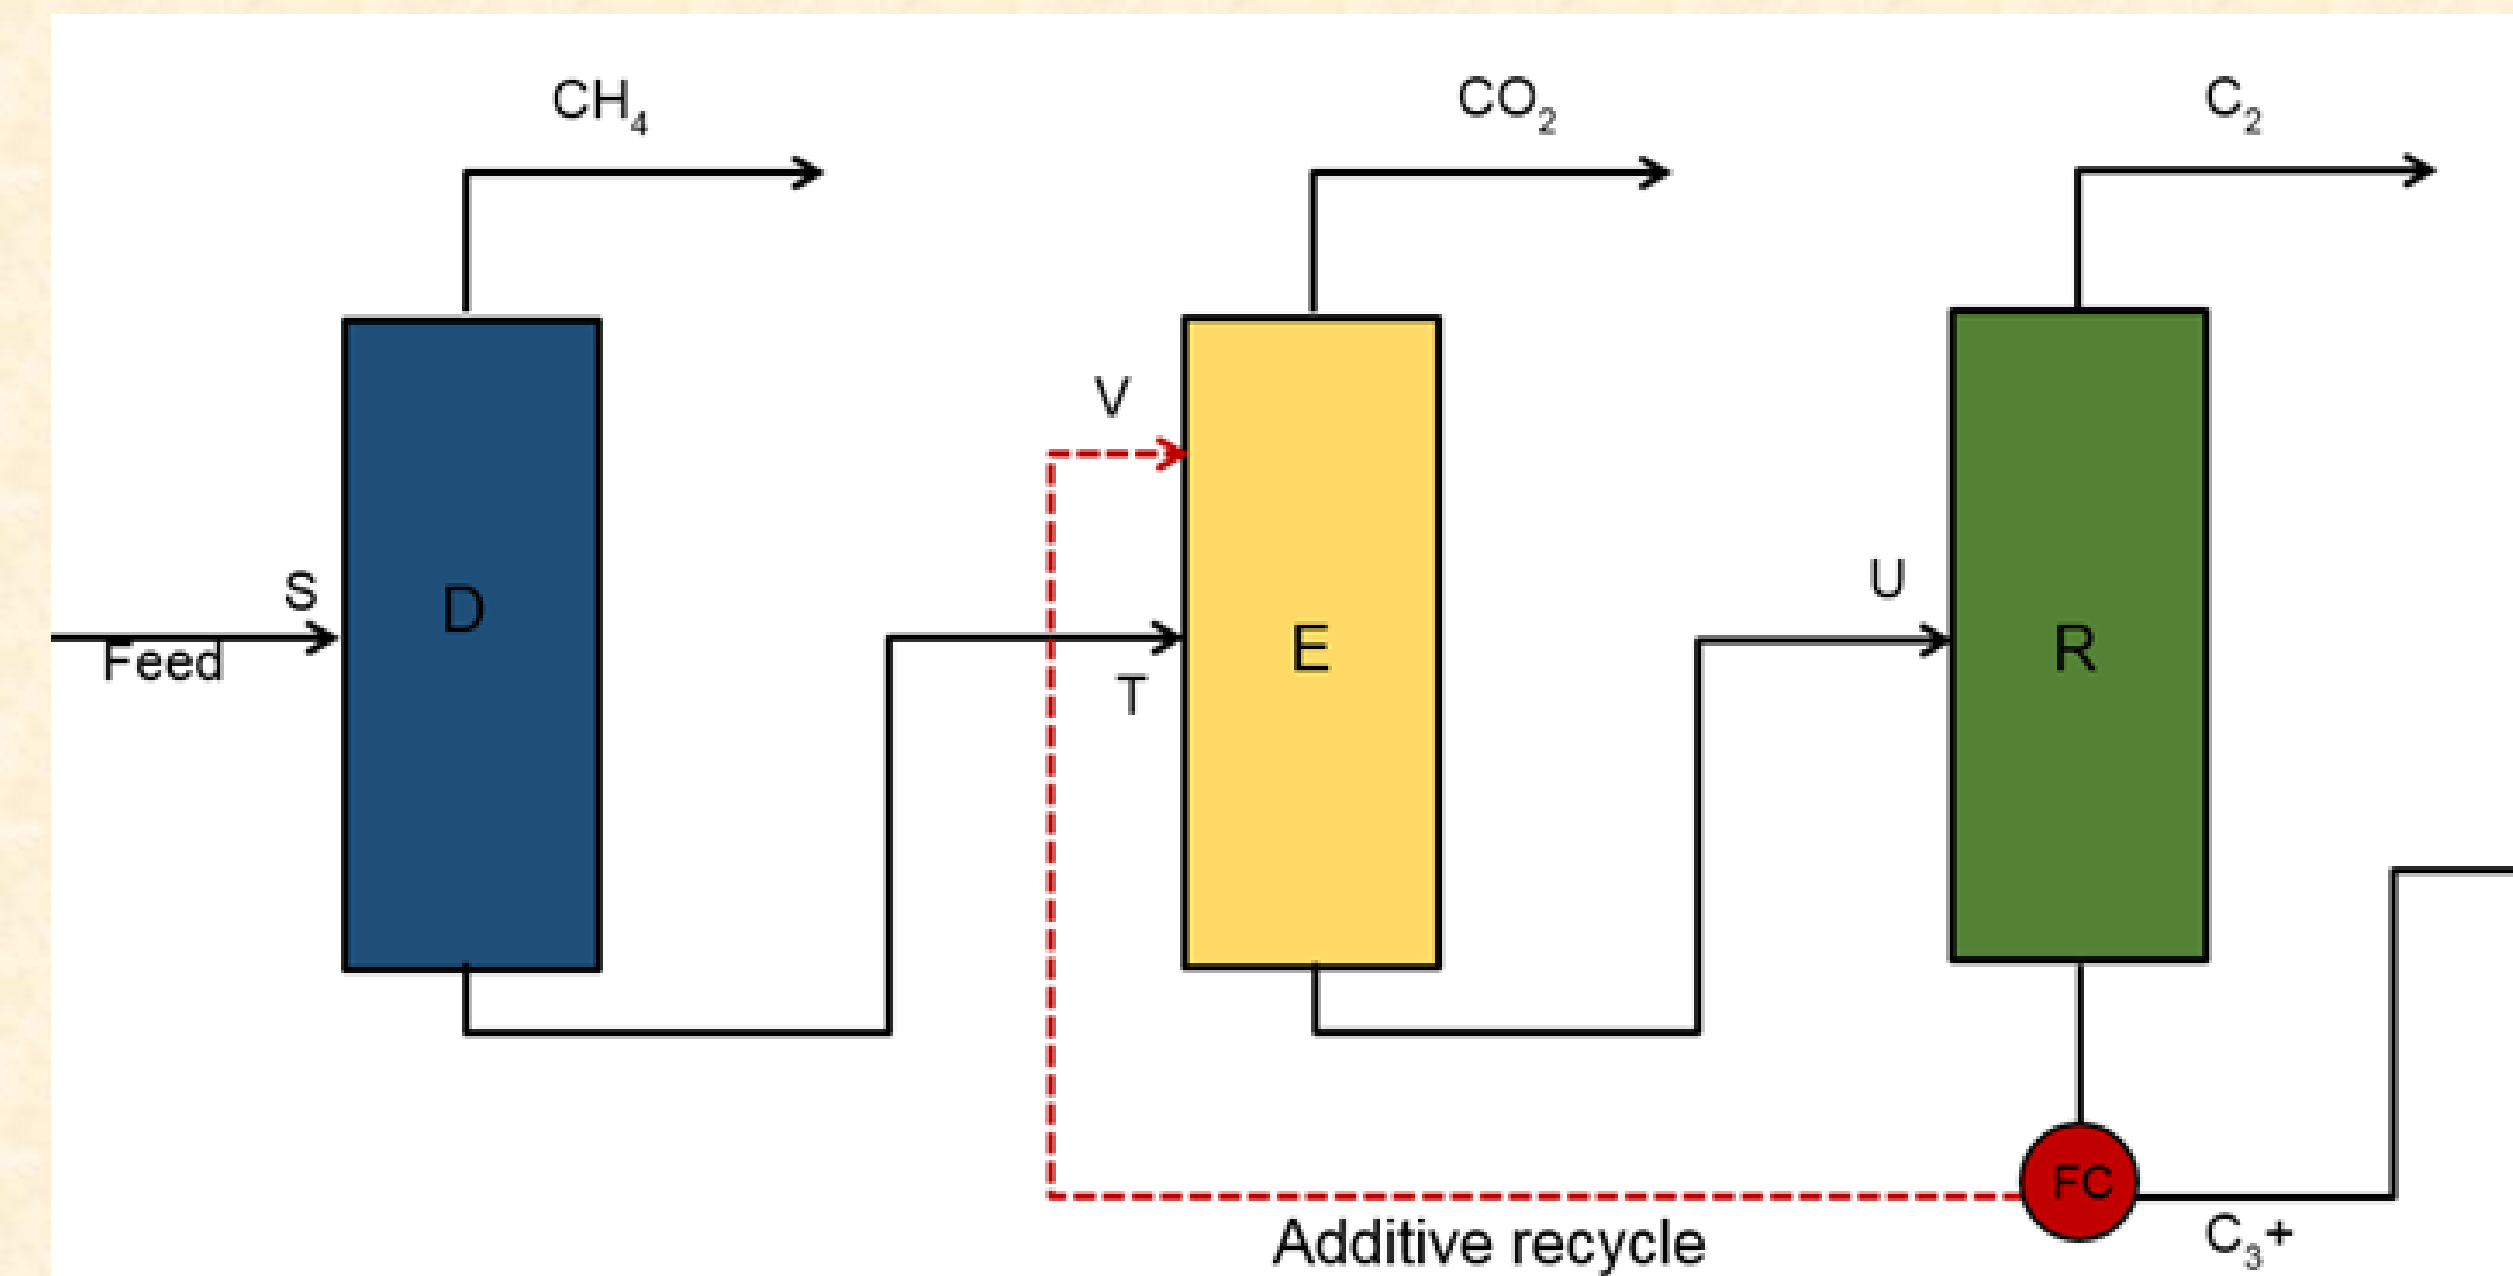 CH₄
CO₂
C₂
V
S
D
Feed
T
E
U
R
FC
Additive recycle
C₃+